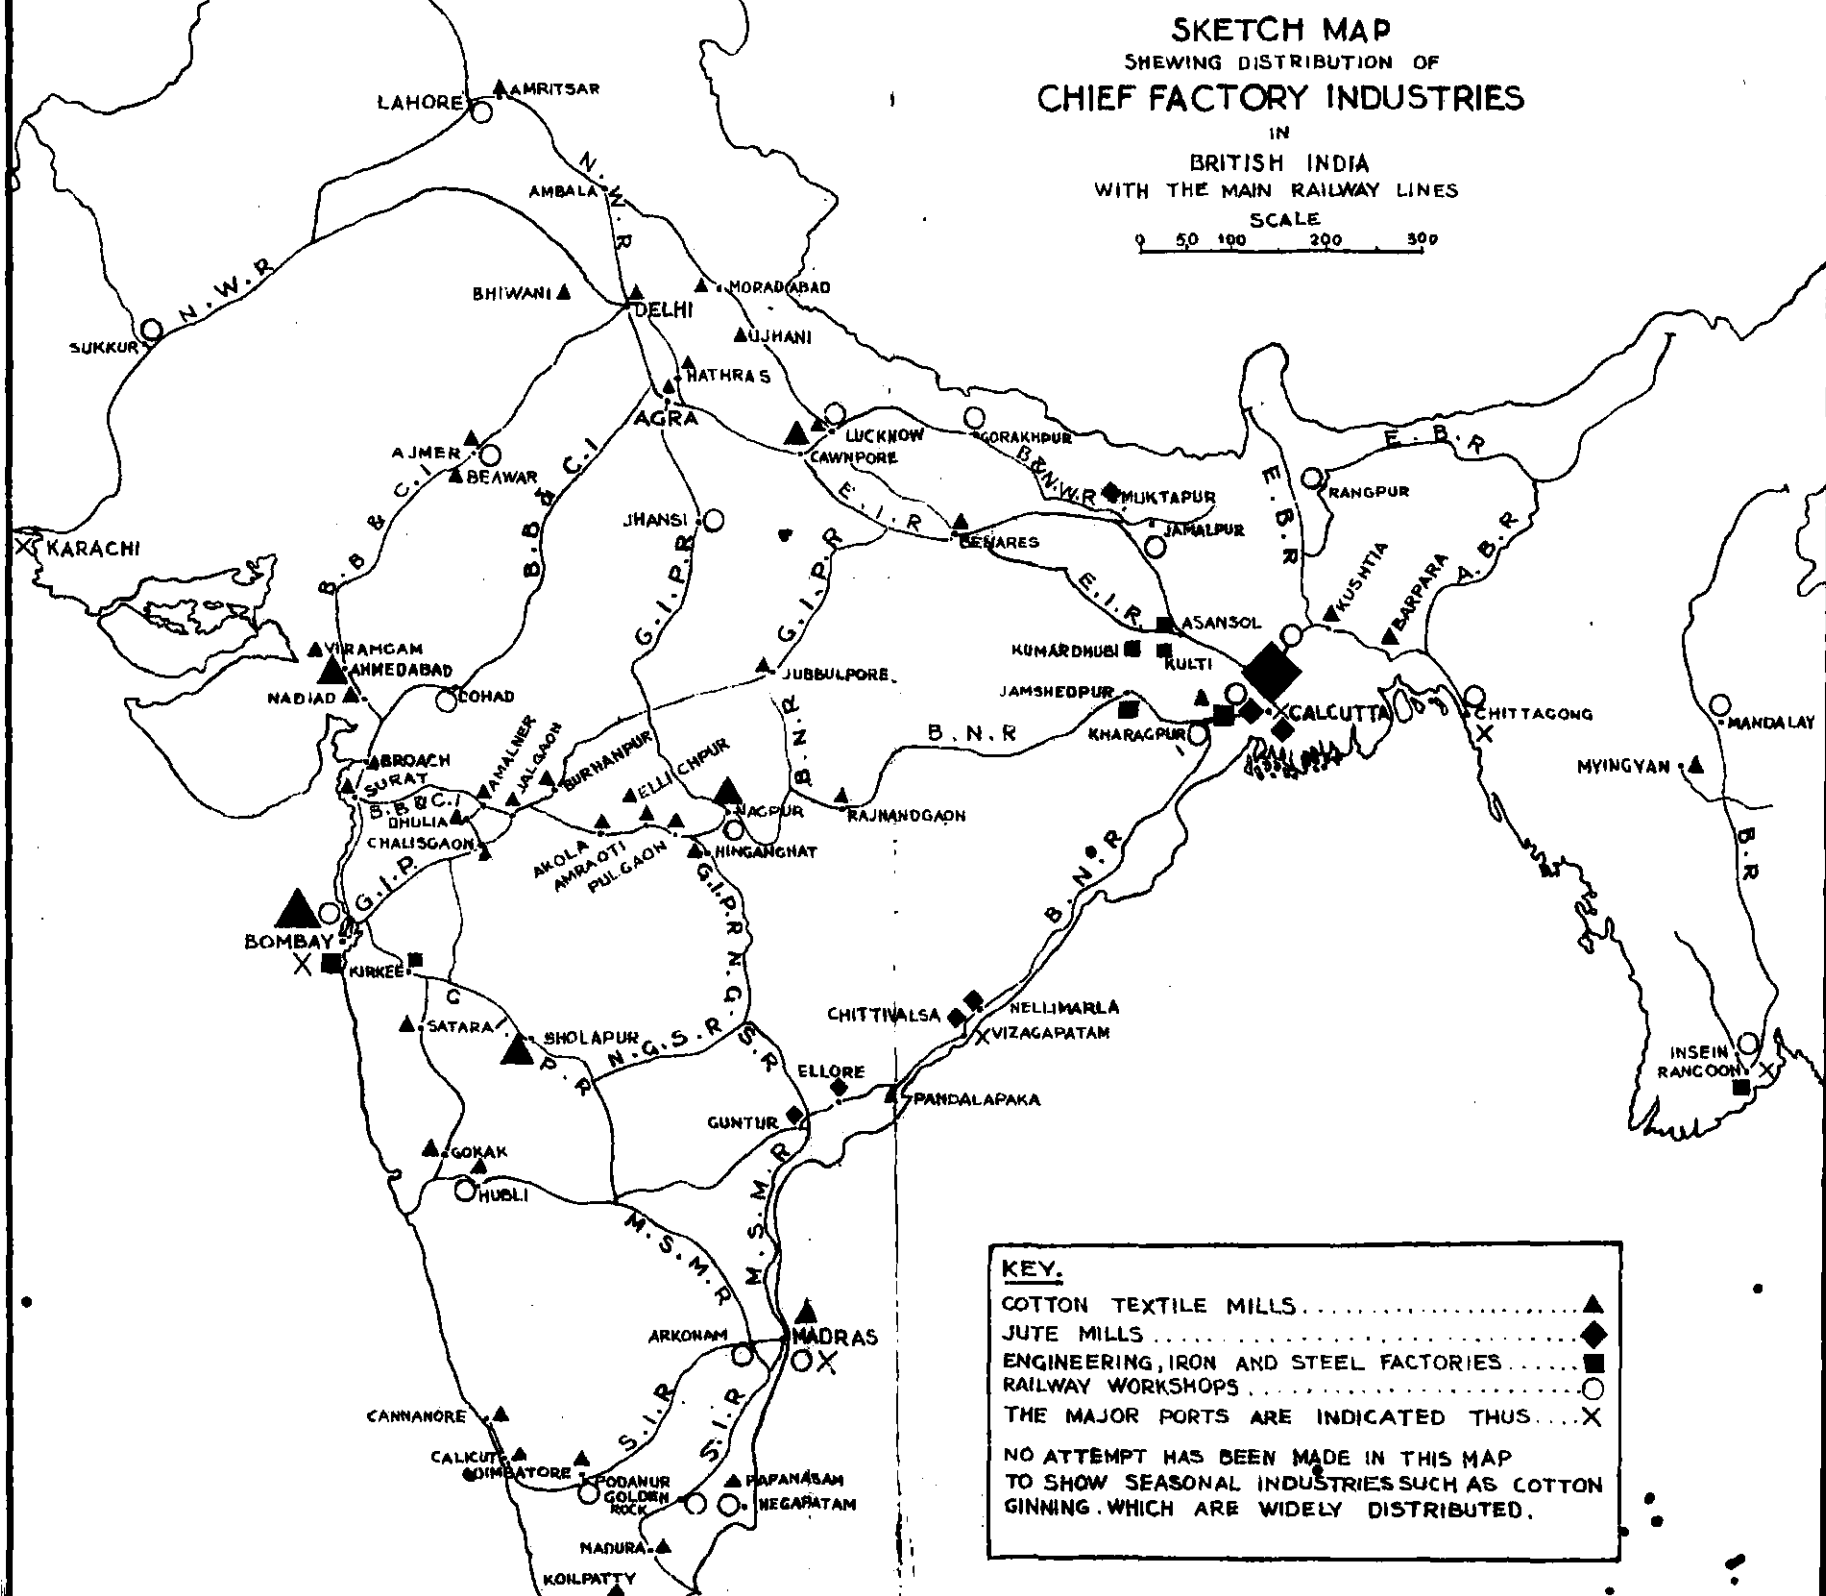 SKETCH MAP
SHEWING DISTRIBUTION OF
CHIEF FACTORY INDUSTRIES
IN
BRITISH INDIA
WITH THE MAIN RAILWAY LINES
SCALE
0 50 100 200 300
LAHORE
AMRITSAR
N.W.R
AMBALA
N.W.R
BHIWANI
DELHI
MORADABAD
SUKKUR
UJHANI
HATHRAS
AGRA
LUCKNOW
CAWNPORE
GORAKHPUR
B&N.W.R
MUKTAPUR
E.B.R
RANGPUR
E.B.R
AJMER
BEAWAR
B.B & C.I
B.B & C.I
JHANSI
E.I.R
BENARES
JAMALPUR
KARACHI
G.I.P.R
G.I.P.R
E.I.R.
ASANSOL
KUSHTIA
BARPARA
A.B.R
VIRAMGAM
AHMEDABAD
NADIAD
DOHAD
JUBBULPORE
KUMARDHUBI
KULTI
JAMSHEDPUR
KHARAGPUR
CALCUTTA
CHITTAGONG
MANDALAY
MYINGYAN
B.N.R
B.N.R
BROACH
SURAT
B.B & C.I
AMALNER
JALGAON
BURHANPUR
ELLICHPUR
DHULIA
CHALISGAON
AKOLA
AMRAOTI
PULGAON
NAGPUR
HINGANGHAT
RAJNANDGAON
B.R
G.I.P.
G.I.P.R
B.N.R
BOMBAY
KIRKEE
N.G.S.R
G.I.P.R
SATARA
SHOLAPUR
N.G.S.R
CHITTIVALSA
NELLIMARLA
VIZAGAPATAM
INSEIN
RANGOON
ELLORE
PANDALAPAKA
GUNTUR
GOKAK
HUBLI
M.S.M.R
M.S.M.R
ARKONAM
MADRAS
CANNANORE
S.I.R
S.I.R
CALICUT
COIMBATORE
PODANUR
GOLDEN
ROCK
PAPANASAM
NEGAPATAM
MADURA
KOILPATTY
KEY.
COTTON TEXTILE MILLS
JUTE MILLS
ENGINEERING, IRON AND STEEL FACTORIES
RAILWAY WORKSHOPS
THE MAJOR PORTS ARE INDICATED THUS
NO ATTEMPT HAS BEEN MADE IN THIS MAP
TO SHOW SEASONAL INDUSTRIES SUCH AS COTTON
GINNING. WHICH ARE WIDELY DISTRIBUTED.